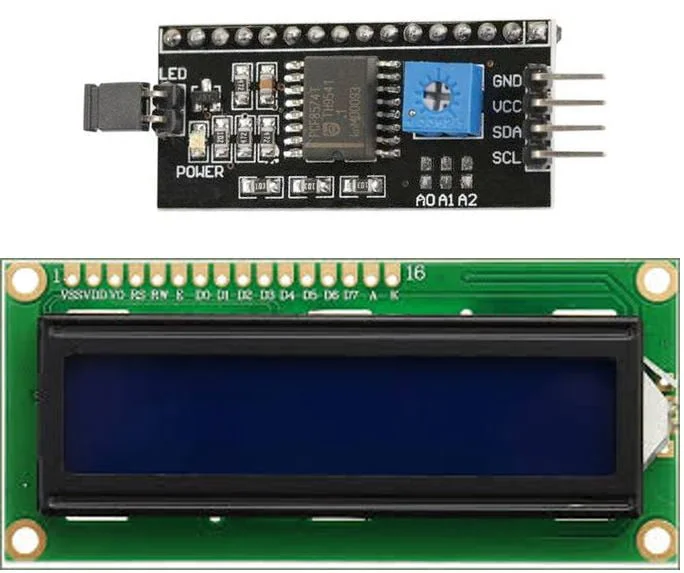 LED
GND
VCC
SDA
SCL
PCF8574T
POWER
A0 A1 A2
1
16
VSS VDD VO RS RW E D0 D1 D2 D3 D4 D5 D6 D7 A K